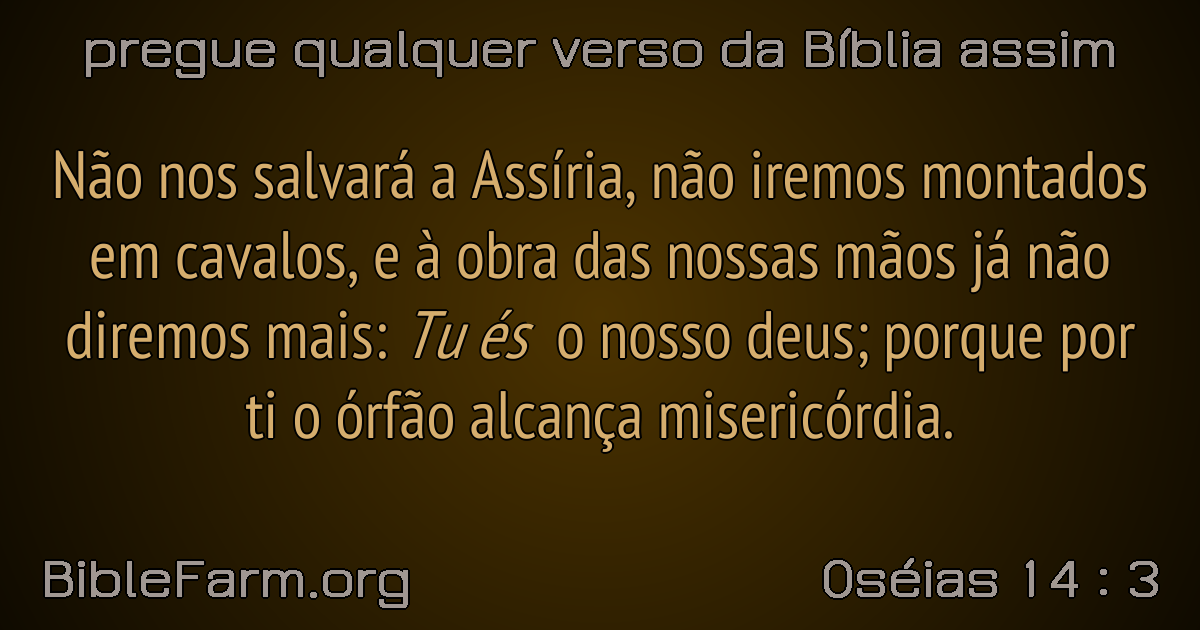 pregue qualquer verso da Bíblia assim
Não nos salvará a Assíria, não iremos montados
em cavalos, e à obra das nossas mãos já não
diremos mais: Tu és o nosso deus; porque por
ti o órfão alcança misericórdia.
BibleFarm.org
Oséias 14 : 3